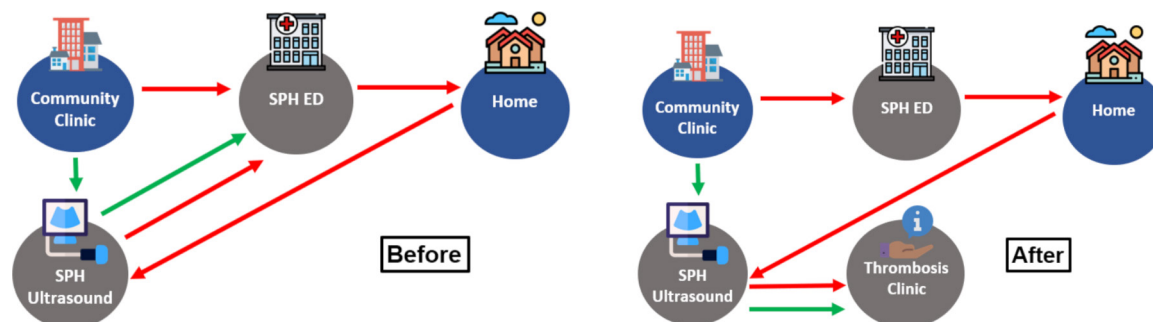 Community
Clinic
SPH ED
Home
SPH
Ultrasound
Before
Community
Clinic
SPH ED
Home
SPH
Ultrasound
i
Thrombosis
Clinic
After